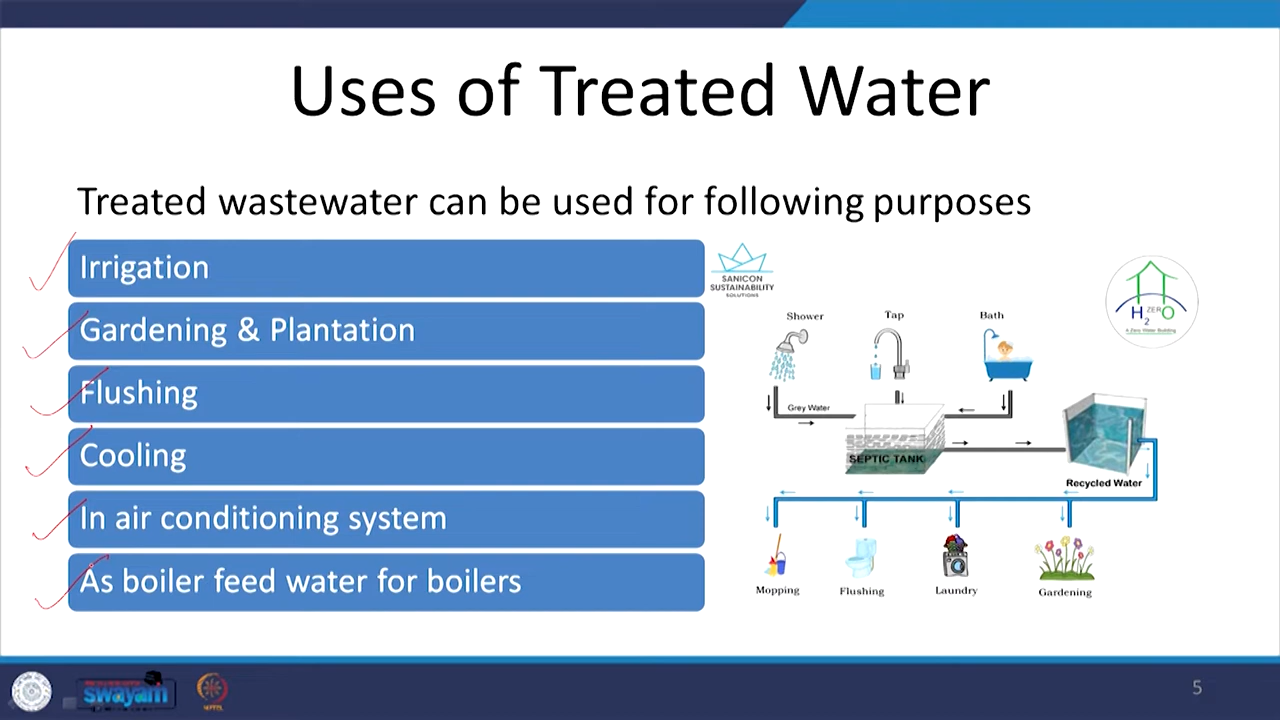 Uses of Treated Water
Treated wastewater can be used for following purposes
Irrigation
Gardening & Plantation
Flushing
Cooling
In air conditioning system
As boiler feed water for boilers
SANICON
SUSTAINABILITY
SOLUTIONS
H2O
ZERO
A Zero Water Building
Shower
Tap
Bath
Grey Water
SEPTIC TANK
Recycled Water
Mopping
Flushing
Laundry
Gardening
swayam
5